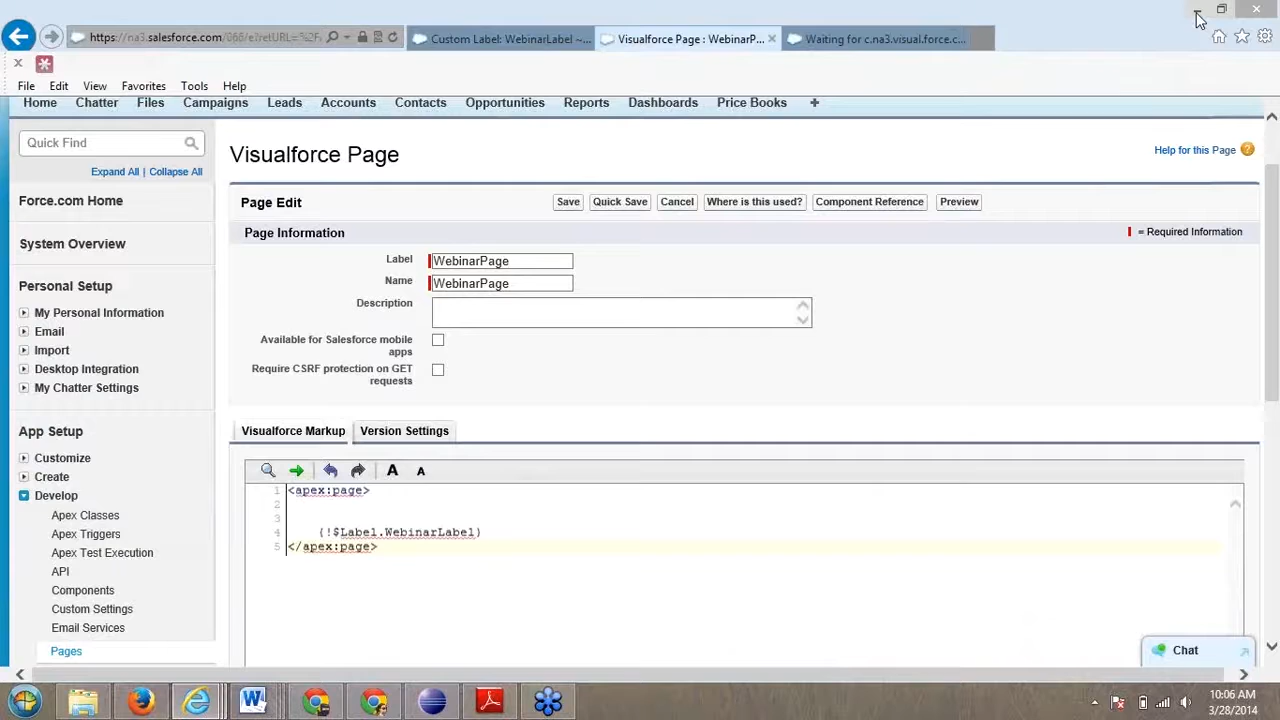 https://na3.salesforce.com/066/e?retURL=%2F.
Custom Label: WebinarLabel ~...
Visualforce Page : WebinarP...
Waiting for c.na3.visual.force.c...
File Edit View Favorites Tools Help
Home Chatter Files Campaigns Leads Accounts Contacts Opportunities Reports Dashboards Price Books +
Quick Find
Expand All | Collapse All
Force.com Home
System Overview
Personal Setup
My Personal Information
Email
Import
Desktop Integration
My Chatter Settings
App Setup
Customize
Create
Develop
Apex Classes
Apex Triggers
Apex Test Execution
API
Components
Custom Settings
Email Services
Pages
Visualforce Page
Help for this Page ?
Page Edit Save Quick Save Cancel Where is this used? Component Reference Preview
Page Information = Required Information
Label WebinarPage
Name WebinarPage
Description
Available for Salesforce mobile
apps
Require CSRF protection on GET
requests
Visualforce Markup Version Settings
A A
1 <apex:page>
2
3
4 {!$Label.WebinarLabel}
5 </apex:page>
Chat
10:06 AM
3/28/2014